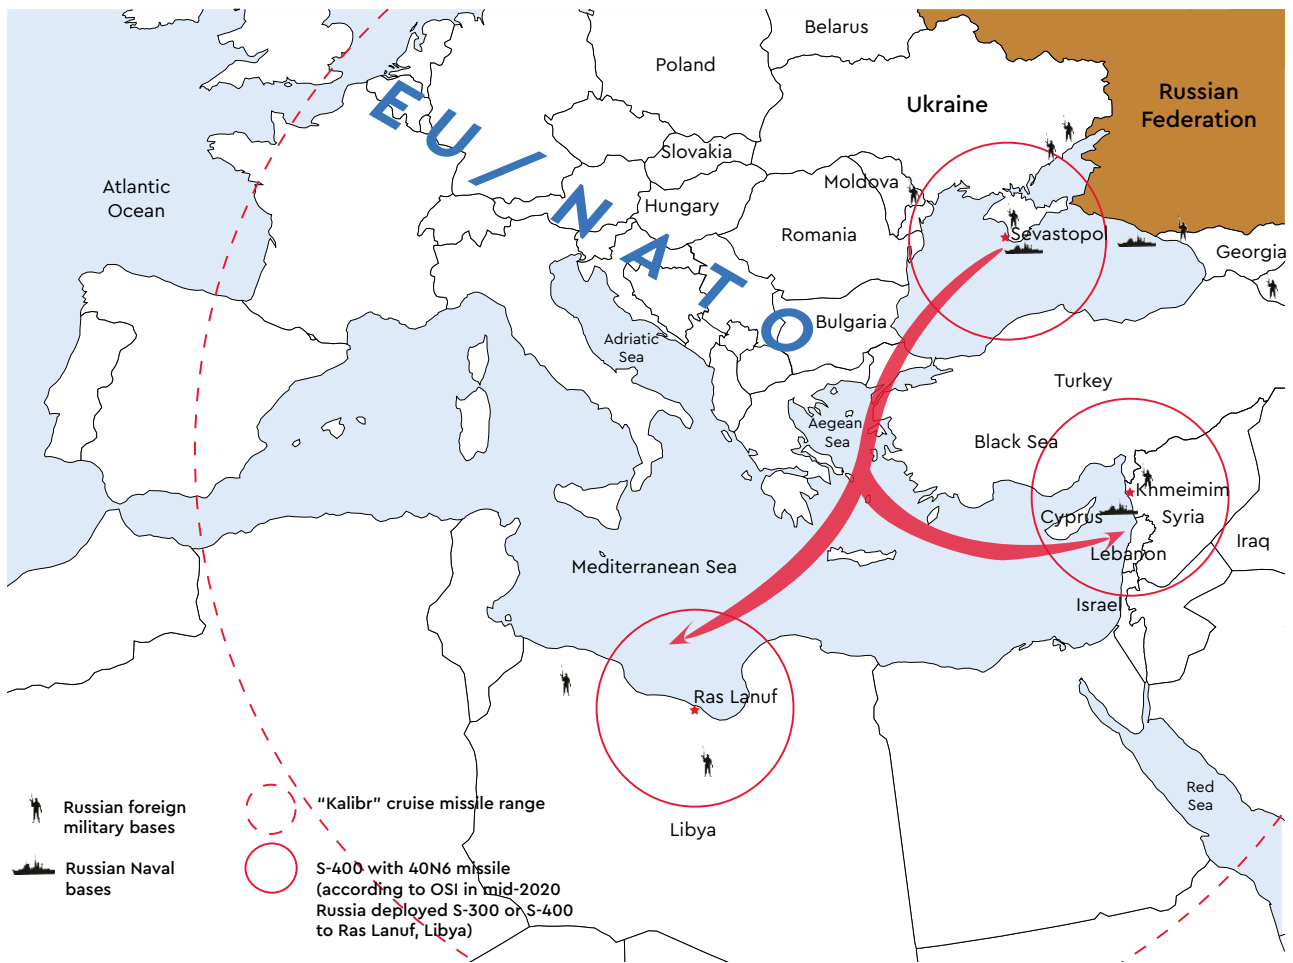 Belarus
Poland
Russian
Federation
Ukraine
EU/NATO
Slovakia
Moldova
Atlantic
Ocean
Hungary
Romania
Sevastopol
Georgia
Bulgaria
Adriatic
Sea
Turkey
Aegean
Sea
Black Sea
Khmeimim
Cyprus
Syria
Iraq
Lebanon
Mediterranean Sea
Israel
Ras Lanuf
Red
Sea
Libya
Russian foreign
military bases
"Kalibr" cruise missile range
Russian Naval
bases
S-400 with 40N6 missile
(according to OSI in mid-2020
Russia deployed S-300 or S-400
to Ras Lanuf, Libya)